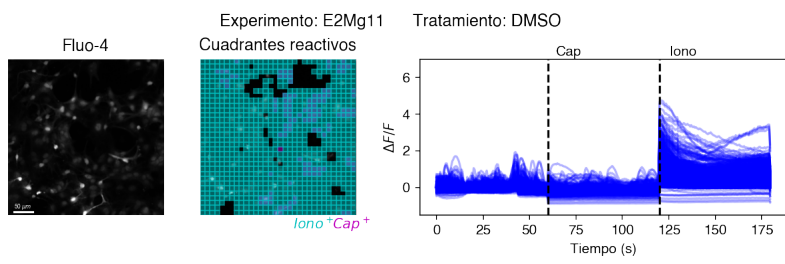 Experimento: E2Mg11 Tratamiento: DMSO
Fluo-4
Cuadrantes reactivos
Cap Iono
50 μm
Iono⁺Cap⁺
ΔF/F
6
4
2
0
0 25 50 75 100 125 150 175
Tiempo (s)